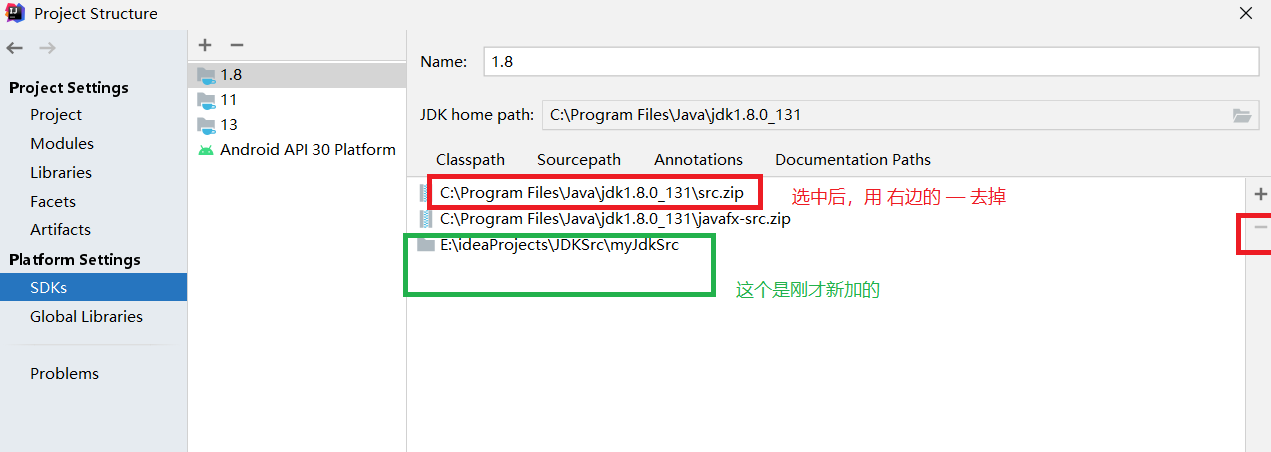 Project Structure
Project Settings
Project
Modules
Libraries
Facets
Artifacts
Platform Settings
SDKs
Global Libraries
Problems
1.8
11
13
Android API 30 Platform
Name: 1.8
JDK home path: C:\Program Files\Java\jdk1.8.0_131
Classpath Sourcepath Annotations Documentation Paths
C:\Program Files\Java\jdk1.8.0_131\src.zip
选中后，用 右边的 — 去掉
C:\Program Files\Java\jdk1.8.0_131\javafx-src.zip
E:\ideaProjects\JDKSrc\myJdkSrc
这个是刚才新加的